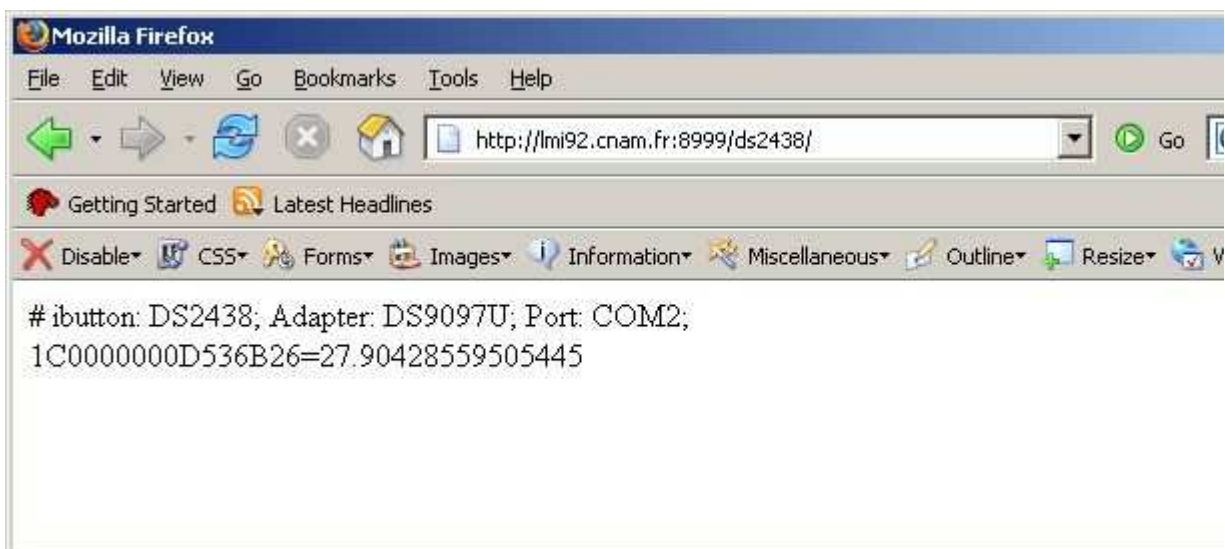 Mozilla Firefox
File Edit View Go Bookmarks Tools Help
http://lmi92.cnam.fr:8999/ds2438/ Go
Getting Started Latest Headlines
Disable CSS Forms Images Information Miscellaneous Outline Resize
# ibutton: DS2438; Adapter: DS9097U; Port: COM2;
1C0000000D536B26=27.90428559505445